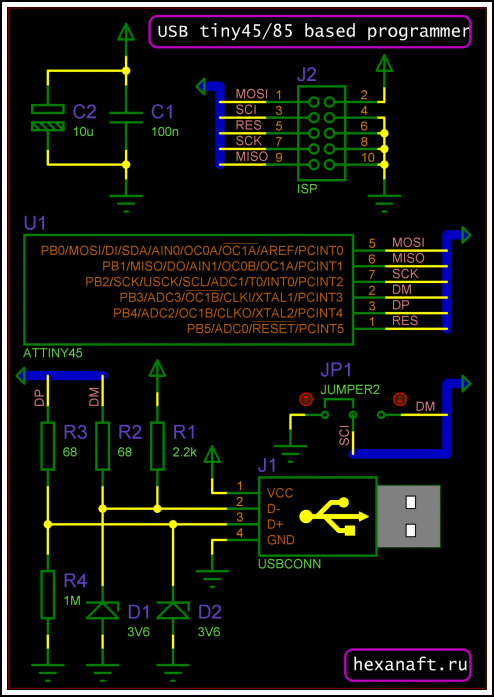 USB tiny45/85 based programmer
J2
MOSI 1 2
SCI 3 4
RES 5 6
SCK 7 8
MISO 9 10
ISP
C2
10u
C1
100n
U1
PB0/MOSI/DI/SDA/AIN0/OC0A/OC1A/AREF/PCINT0 5 MOSI
PB1/MISO/DO/AIN1/OC0B/OC1A/PCINT1 6 MISO
PB2/SCK/USCK/SCL/ADC1/T0/INT0/PCINT2 7 SCK
PB3/ADC3/OC1B/CLKI/XTAL1/PCINT3 2 DM
PB4/ADC2/OC1B/CLKO/XTAL2/PCINT4 3 DP
PB5/ADC0/RESET/PCINT5 1 RES
ATTINY45
JP1
JUMPER2
DM
SCI
DP
DM
R3
68
R2
68
R1
2.2k
J1
1 VCC
2 D-
3 D+
4 GND
USBCONN
R4
1M
D1
3V6
D2
3V6
hexanaft.ru